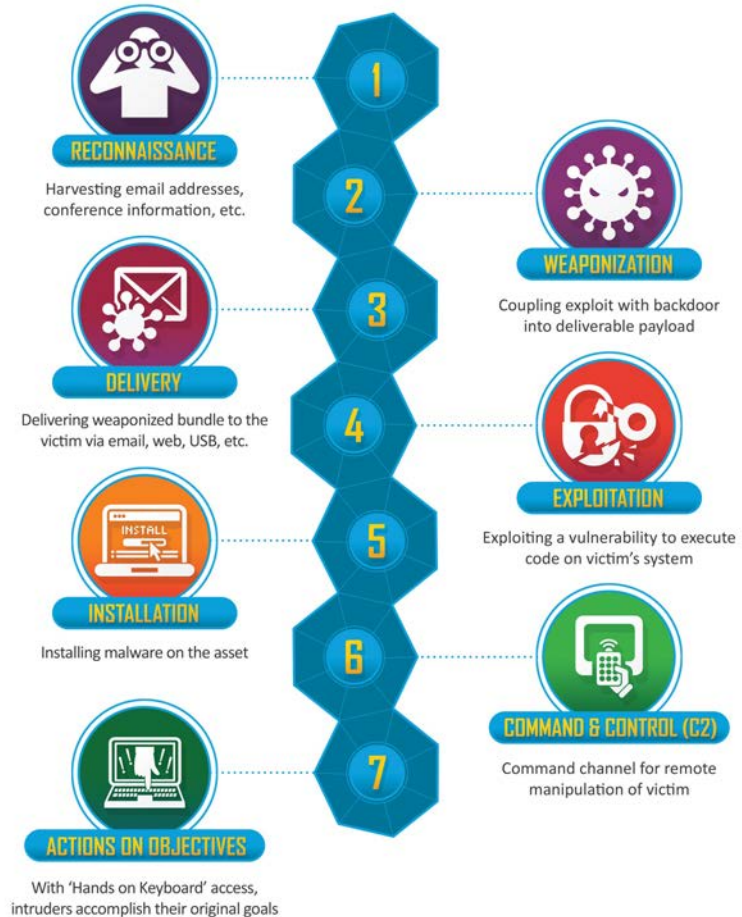 1
RECONNAISSANCE
Harvesting email addresses,
conference information, etc.
2
WEAPONIZATION
Coupling exploit with backdoor
into deliverable payload
3
DELIVERY
Delivering weaponized bundle to the
victim via email, web, USB, etc.
4
EXPLOITATION
Exploiting a vulnerability to execute
code on victim's system
5
INSTALL
INSTALLATION
Installing malware on the asset
6
COMMAND & CONTROL (C2)
Command channel for remote
manipulation of victim
7
ACTIONS ON OBJECTIVES
With 'Hands on Keyboard' access,
intruders accomplish their original goals